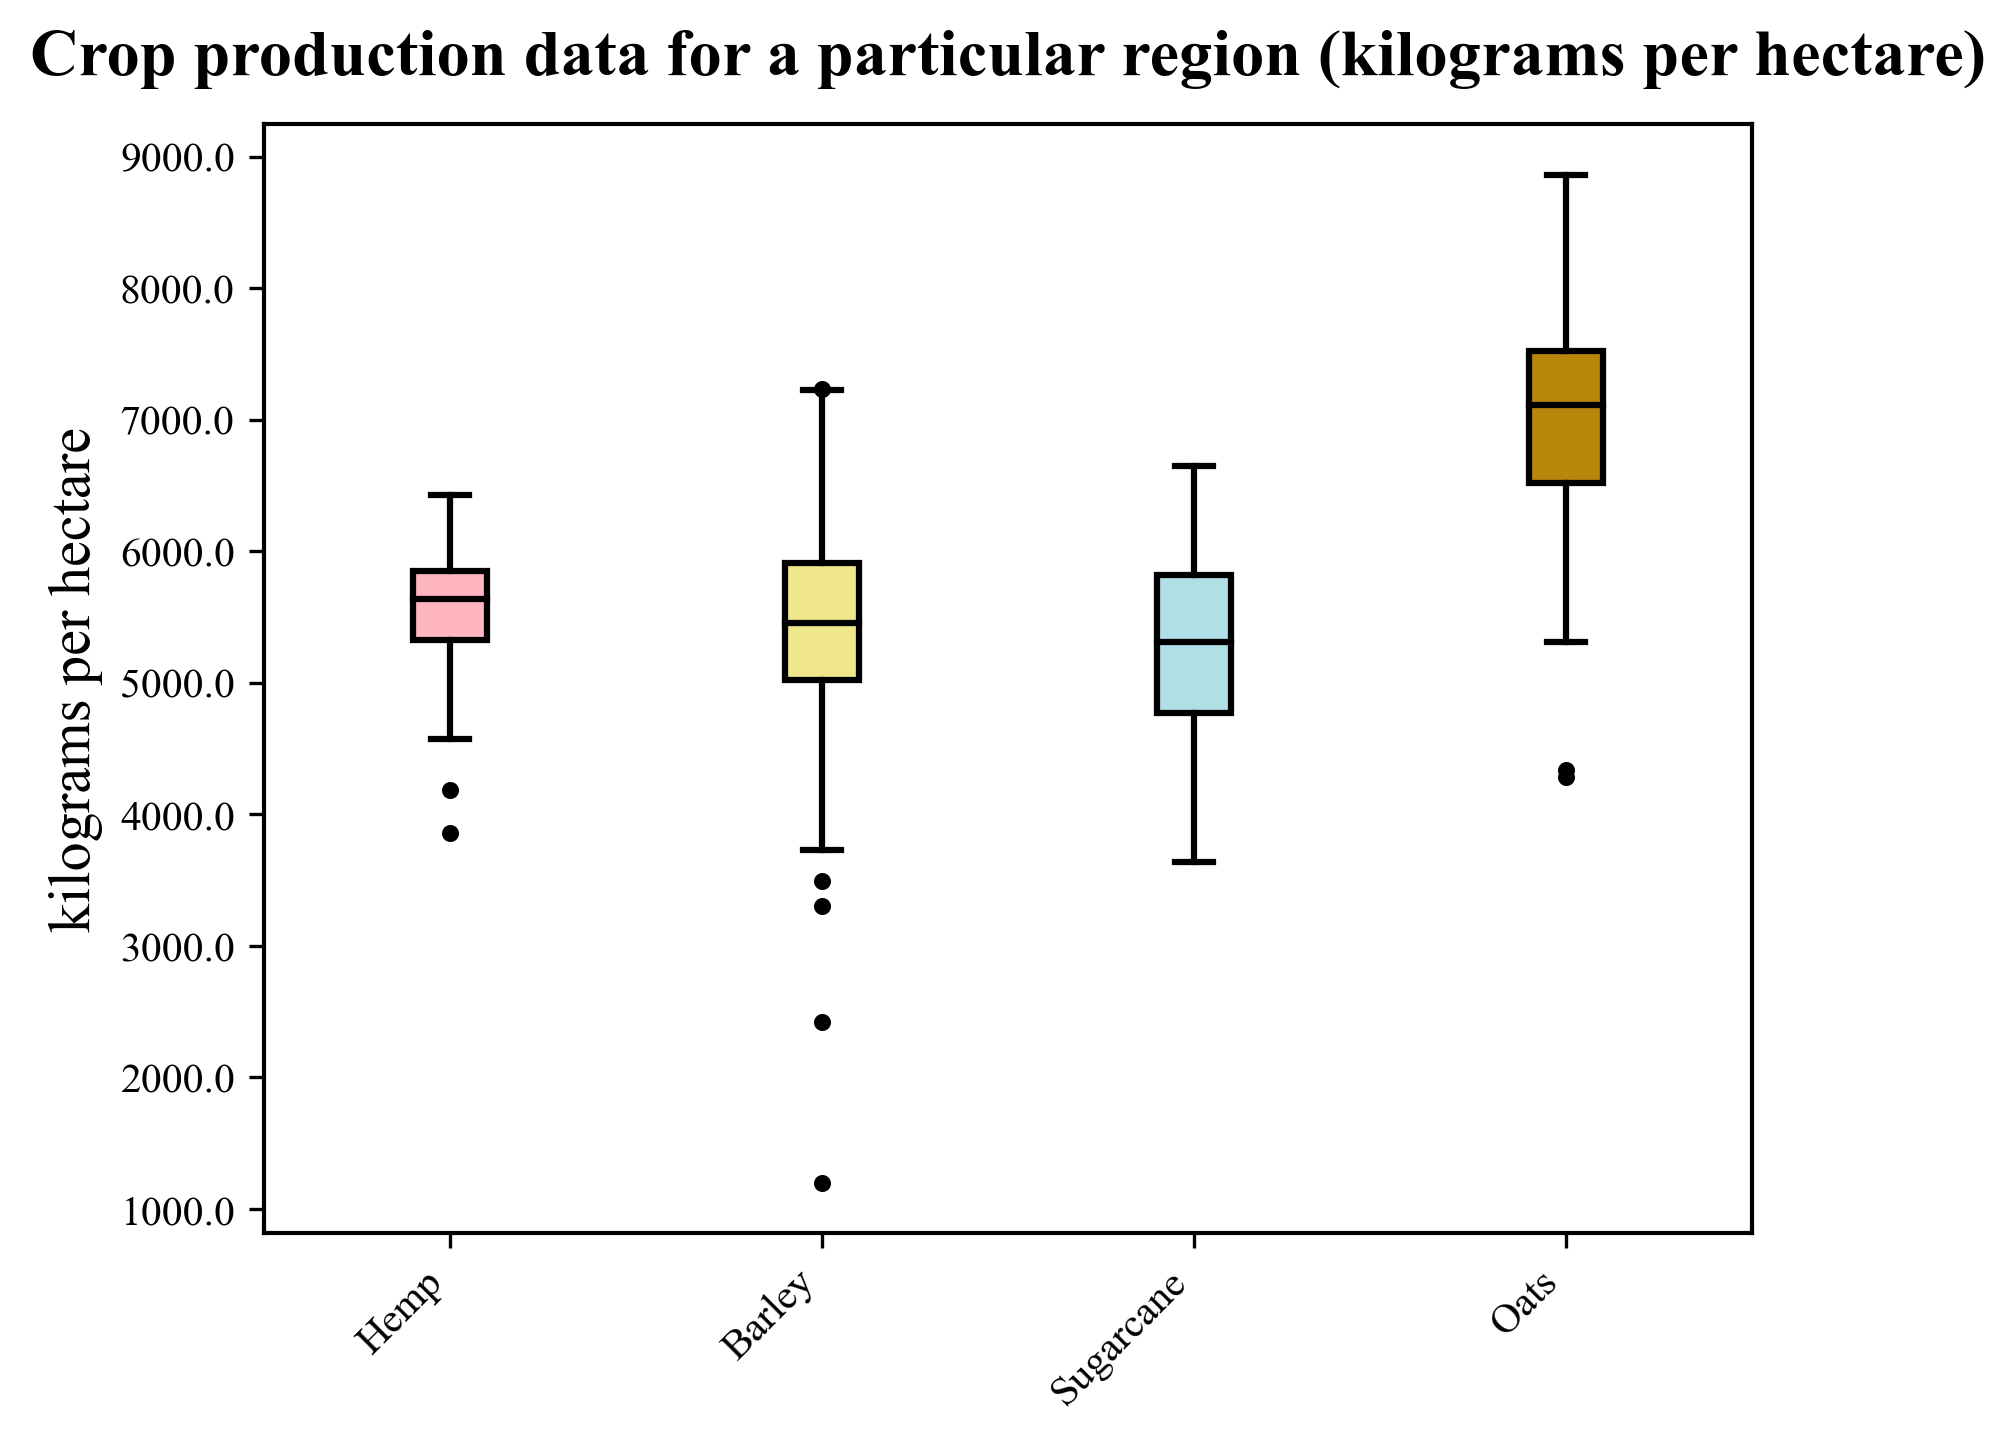 Crop production data for a particular region (kilograms per hectare)
kilograms per hectare
9000.0
8000.0
7000.0
6000.0
5000.0
4000.0
3000.0
2000.0
1000.0
Hemp
Barley
Sugarcane
Oats